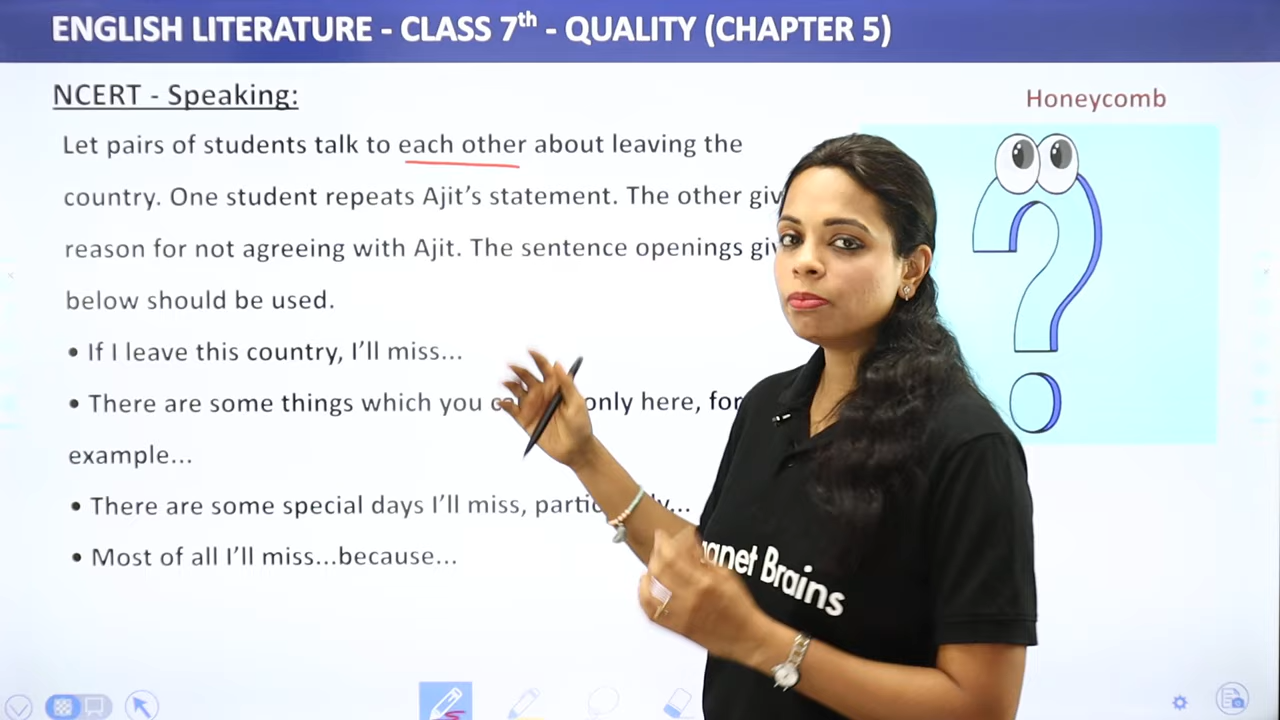 ENGLISH LITERATURE - CLASS 7th - QUALITY (CHAPTER 5)
NCERT - Speaking:
Honeycomb
Let pairs of students talk to each other about leaving the
country. One student repeats Ajit's statement. The other
reason for not agreeing with Ajit. The sentence openings
below should be used.
• If I leave this country, I'll miss...
• There are some things which you only here, for
example...
• There are some special days I'll miss,
• Most of all I'll miss...because...
Brains